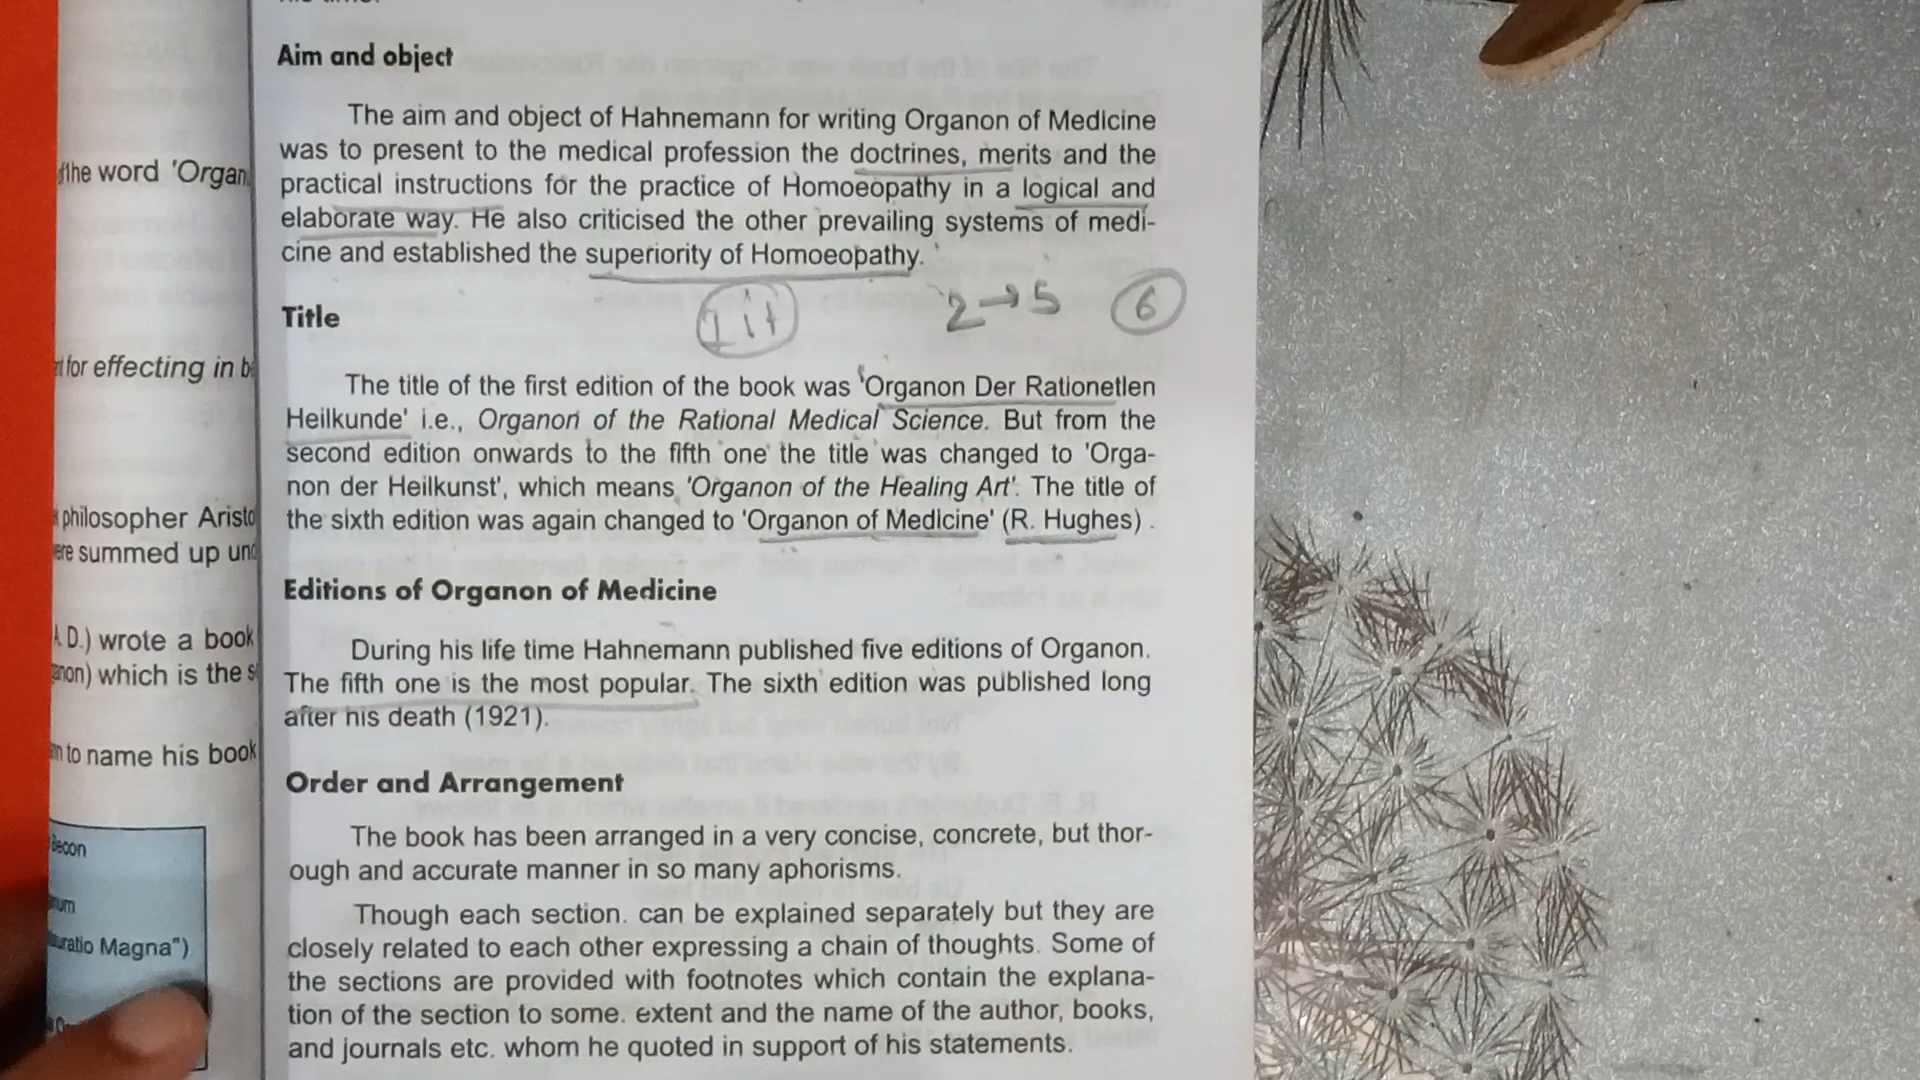 Aim and object
The aim and object of Hahnemann for writing Organon of Medicine
was to present to the medical profession the doctrines, merits and the
practical instructions for the practice of Homoeopathy in a logical and
elaborate way. He also criticised the other prevailing systems of medi-
cine and established the superiority of Homoeopathy.
2→5 6
Title
The title of the first edition of the book was 'Organon Der Rationetlen
Heilkunde' i.e., Organon of the Rational Medical Science. But from the
second edition onwards to the fifth one the title was changed to 'Orga-
non der Heilkunst', which means 'Organon of the Healing Art'. The title of
the sixth edition was again changed to 'Organon of Medicine' (R. Hughes).
Editions of Organon of Medicine
During his life time Hahnemann published five editions of Organon.
The fifth one is the most popular. The sixth edition was published long
after his death (1921).
Order and Arrangement
The book has been arranged in a very concise, concrete, but thor-
ough and accurate manner in so many aphorisms.
Though each section. can be explained separately but they are
closely related to each other expressing a chain of thoughts. Some of
the sections are provided with footnotes which contain the explana-
tion of the section to some. extent and the name of the author, books,
and journals etc. whom he quoted in support of his statements.
the word 'Organ
for effecting in
philosopher
summed up
D.) wrote a book
which is the
to name his book
Magna")